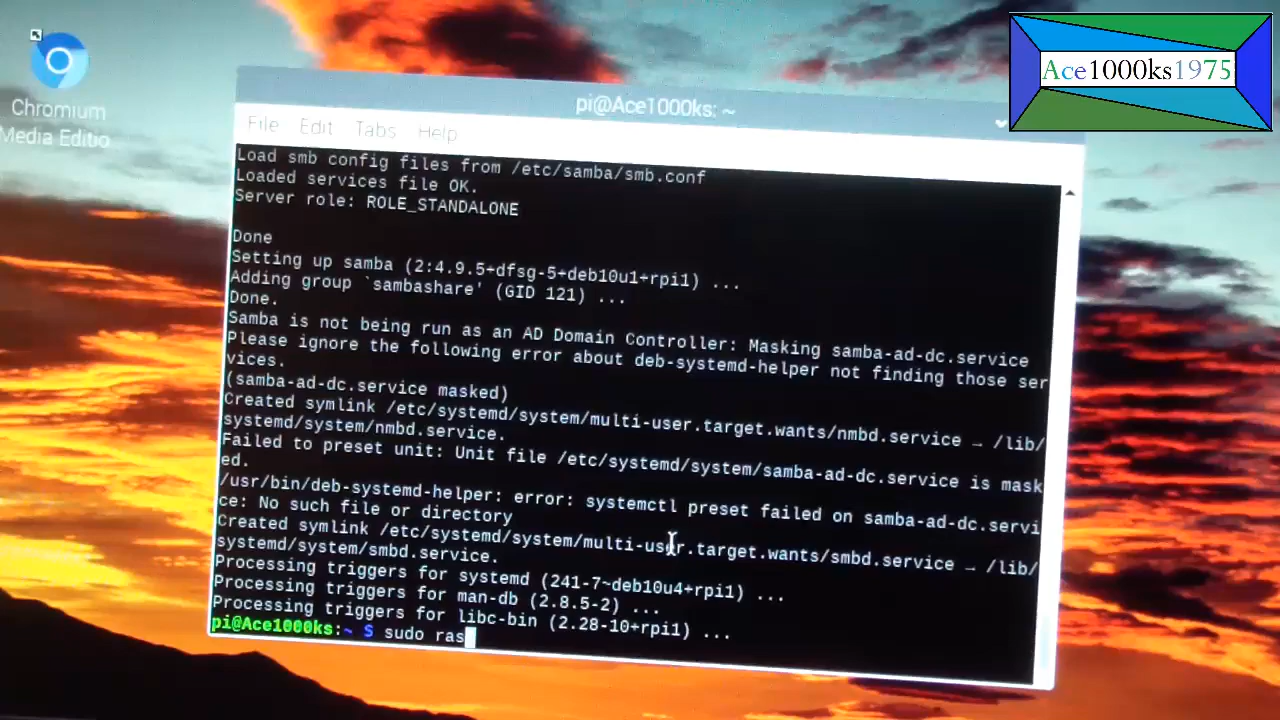 Ace1000ks1975
Chromium
Media Editio
pi@Ace1000ks: ~
File Edit Tabs Help
Load smb config files from /etc/samba/smb.conf
Loaded services file OK.
Server role: ROLE_STANDALONE
Done
Setting up samba (2:4.9.5+dfsg-5+deb10u1+rpi1) ...
Adding group `sambashare' (GID 121) ...
Done.
Samba is not being run as an AD Domain Controller: Masking samba-ad-dc.service
Please ignore the following error about deb-systemd-helper not finding those ser
vices.
(samba-ad-dc.service masked)
Created symlink /etc/systemd/system/multi-user.target.wants/nmbd.service → /lib/
systemd/system/nmbd.service.
Failed to preset unit: Unit file /etc/systemd/system/samba-ad-dc.service is mask
ed.
/usr/bin/deb-systemd-helper: error: systemctl preset failed on samba-ad-dc.servi
ce: No such file or directory
Created symlink /etc/systemd/system/multi-user.target.wants/smbd.service → /lib/
systemd/system/smbd.service.
Processing triggers for systemd (241-7~deb10u4+rpi1) ...
Processing triggers for man-db (2.8.5-2) ...
Processing triggers for libc-bin (2.28-10+rpi1) ...
pi@Ace1000ks:~ $ sudo ras